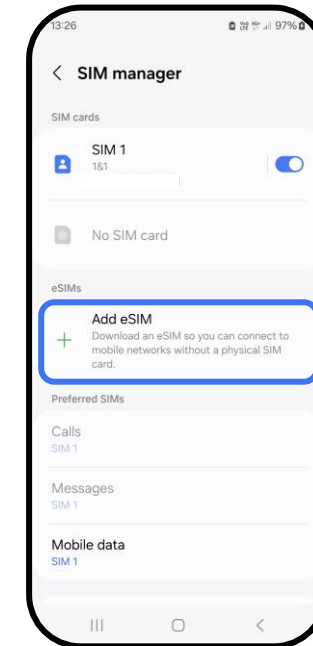 13:26
97%
SIM manager
SIM cards
SIM 1
1&1
No SIM card
eSIMs
Add eSIM
Download an eSIM so you can connect to
mobile networks without a physical SIM
card.
Preferred SIMs
Calls
SIM 1
Messages
SIM 1
Mobile data
SIM 1